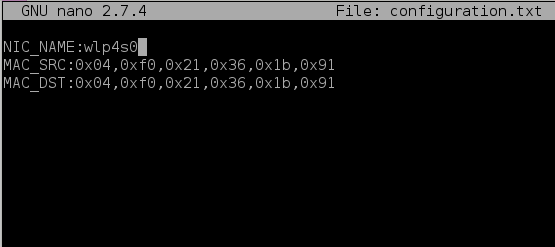 GNU nano 2.7.4 File: configuration.txt
NIC_NAME:wlp4s0
MAC_SRC:0x04,0xf0,0x21,0x36,0x1b,0x91
MAC_DST:0x04,0xf0,0x21,0x36,0x1b,0x91